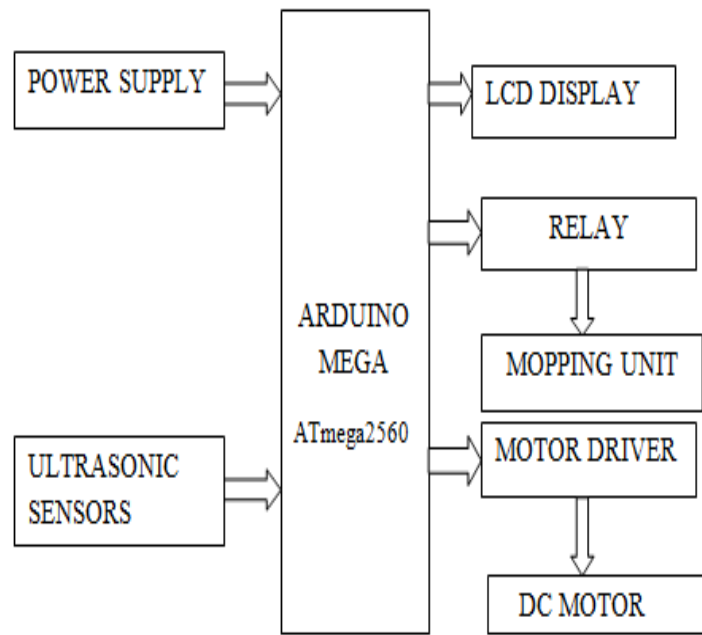 POWER SUPPLY
ULTRASONIC
SENSORS
ARDUINO
MEGA
ATmega2560
LCD DISPLAY
RELAY
MOPPING UNIT
MOTOR DRIVER
DC MOTOR